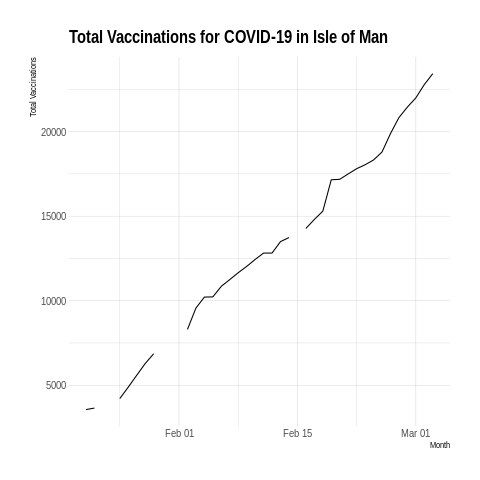 Total Vaccinations for COVID-19 in Isle of Man
Total Vaccinations
20000
15000
10000
5000
Feb 01 Feb 15 Mar 01
Month